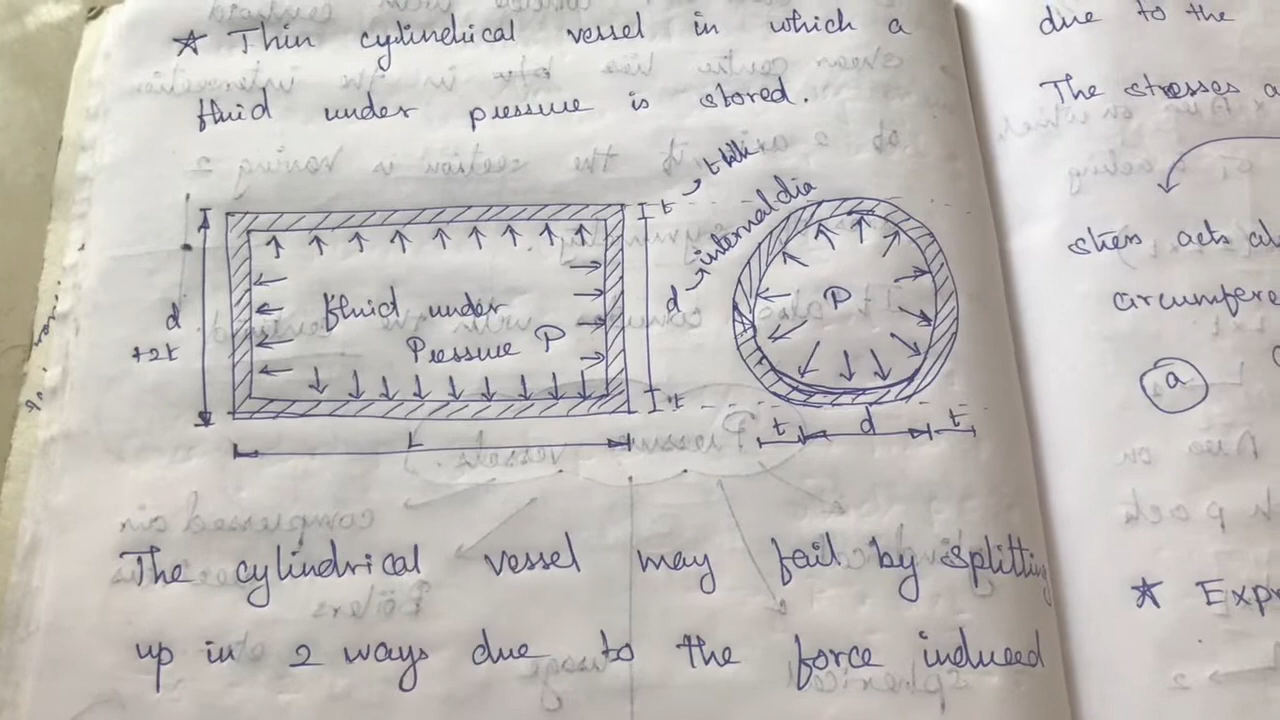 ★ Thin cylindrical vessel in which a
fluid under pressure is stored.
t → thk
t
d → internal dia
d
+2t
fluid under
Pressure P
P
t
L
t d t
The cylindrical vessel may fail by splitting
up in 2 ways due to the force induced
due to the
The stresses a
stress acts al
circumfere
a
★ Expr